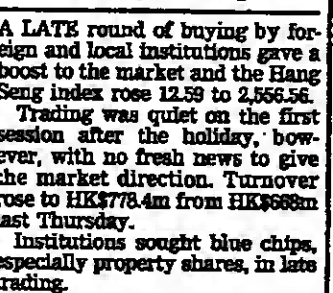 A LATE round of buying by for-
eign and local institutions gave a
boost to the market and the Hang
Seng index rose 12.59 to 2,556.56.
Trading was quiet on the first
session after the holiday, how-
ever, with no fresh news to give
the market direction. Turnover
rose to HK$778.4m from HK$668m
last Thursday.
Institutions sought blue chips,
especially property shares, in late
trading.